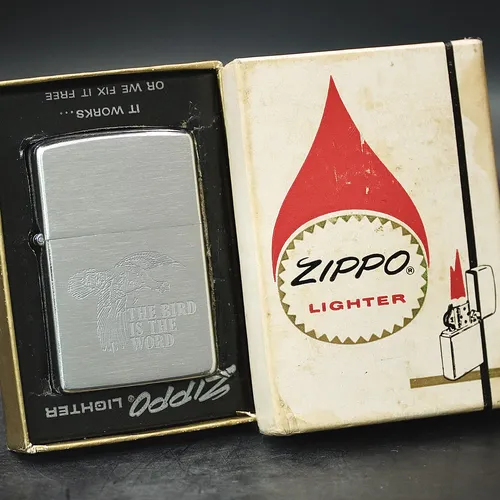 IT WORKS...
OR WE FIX IT FREE
THE BIRD
IS THE
WORD
ZIPPO® LIGHTER
ZIPPO®
LIGHTER